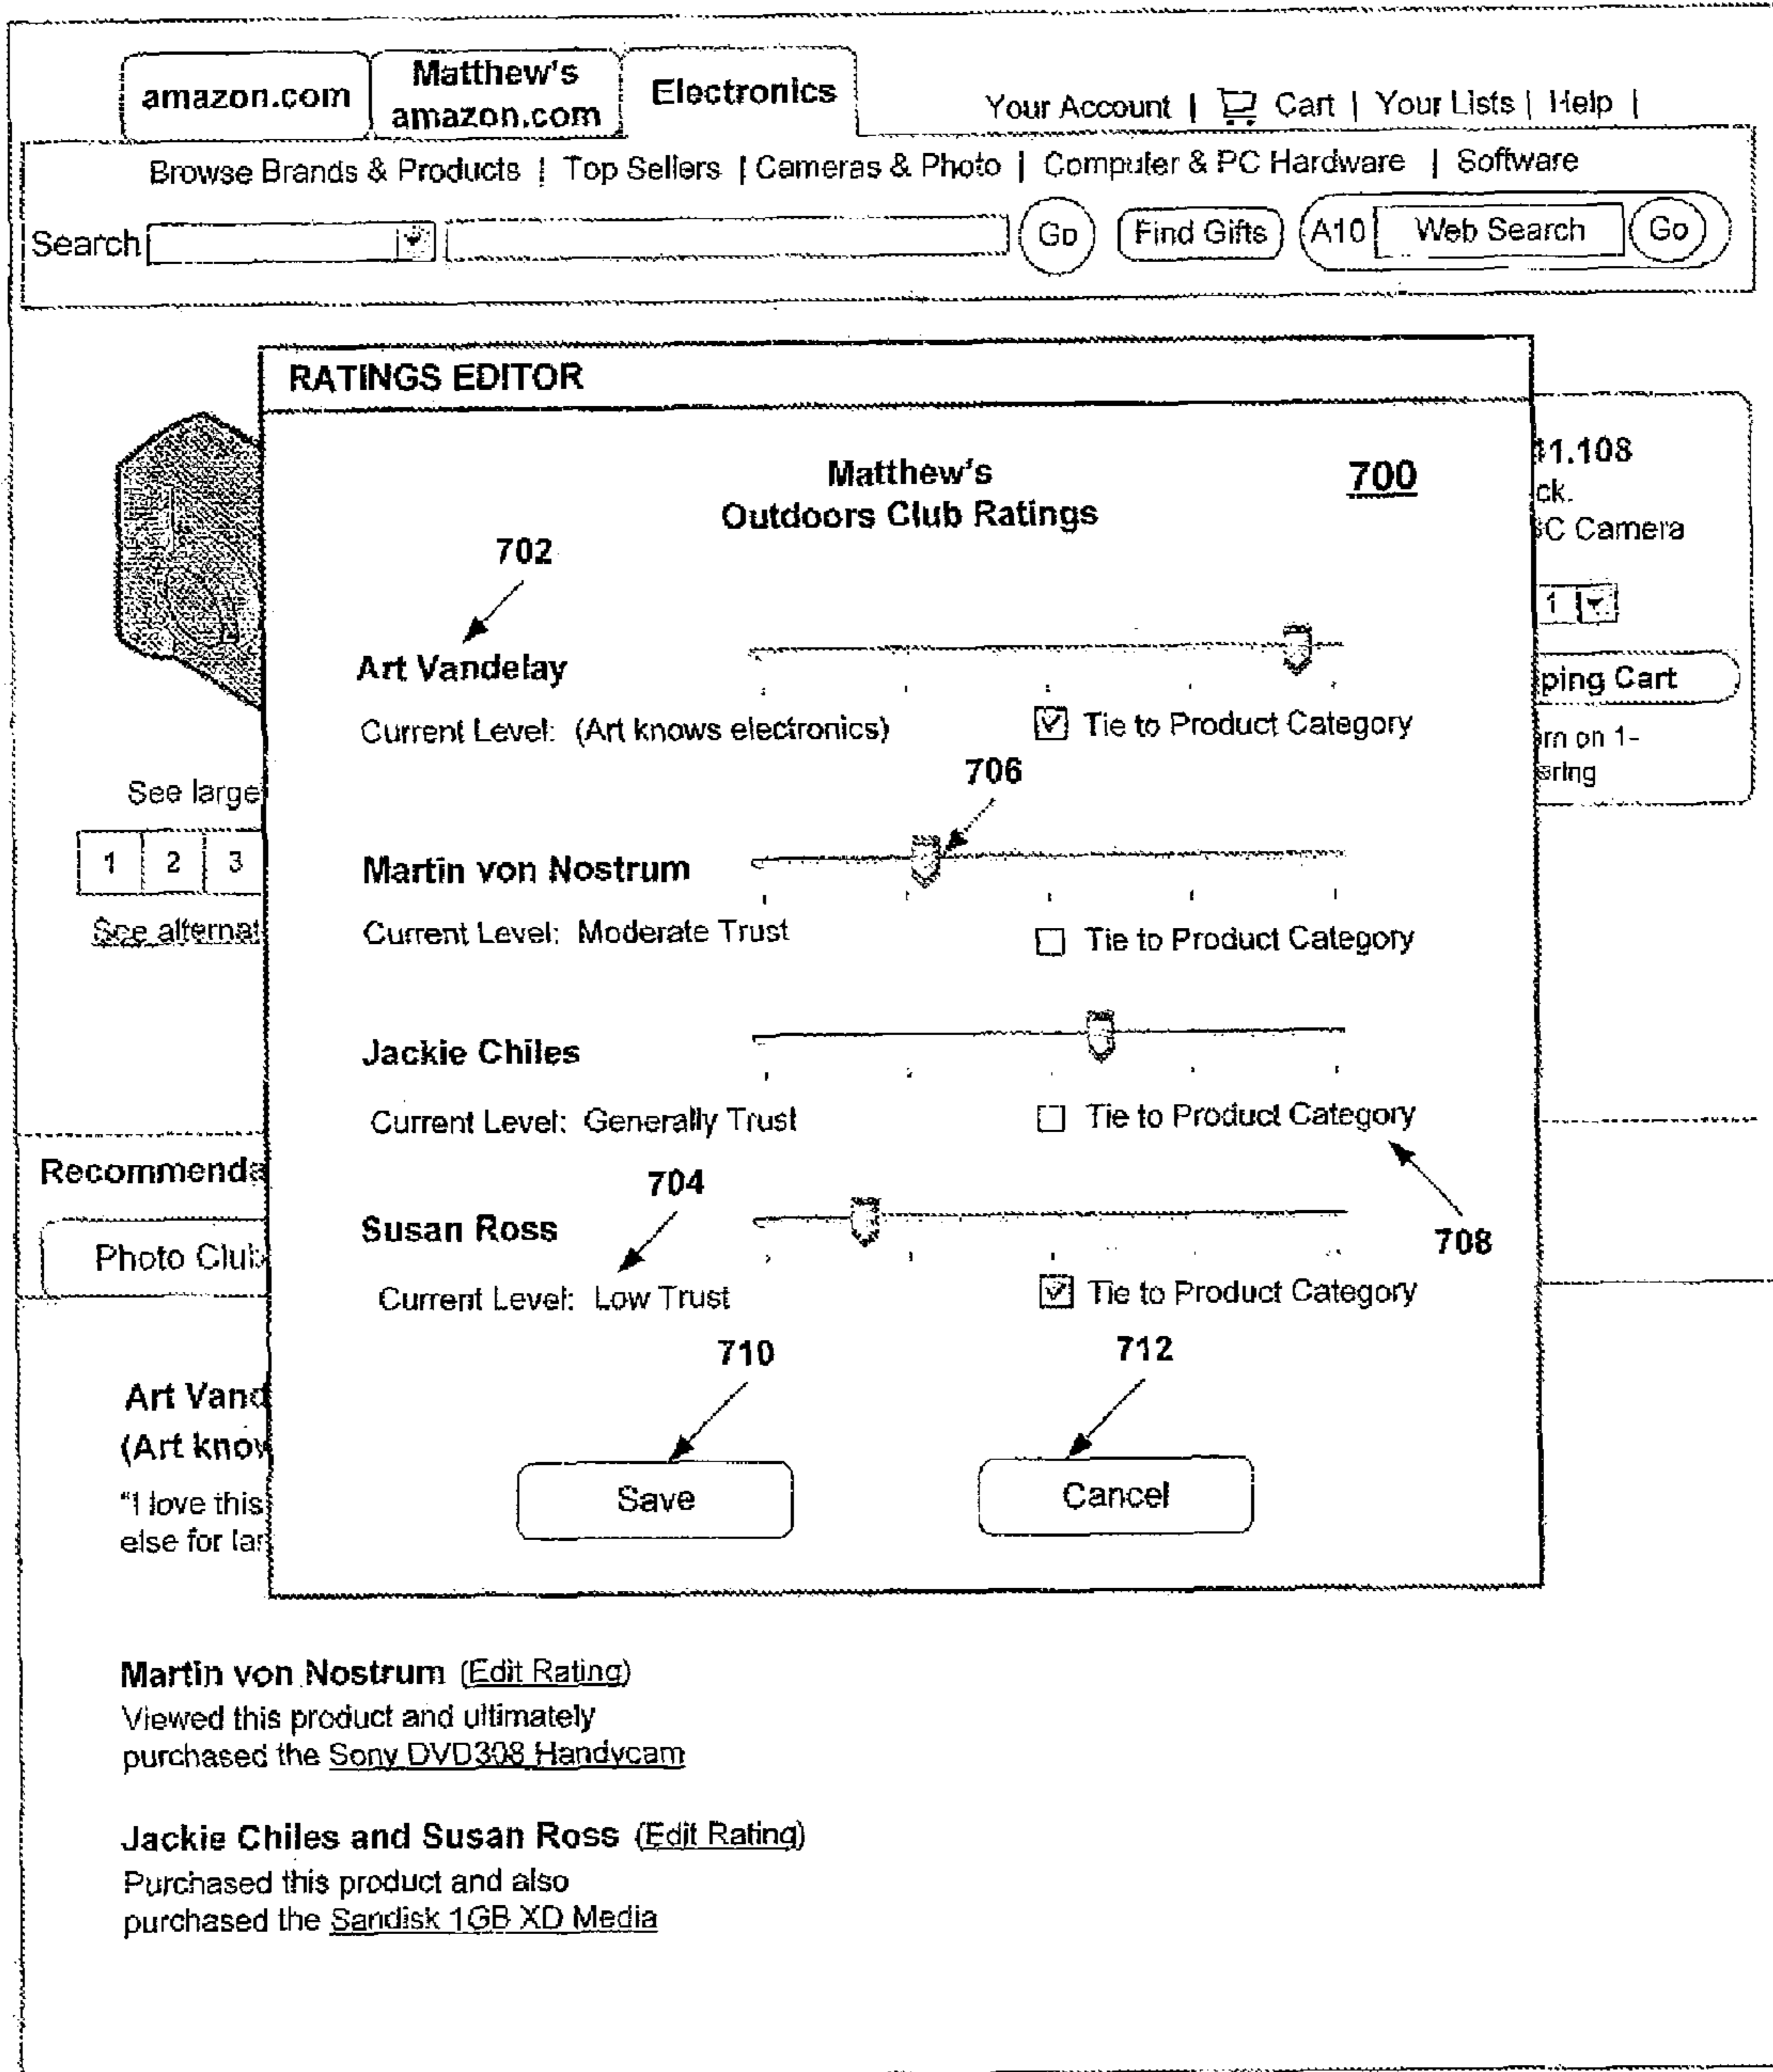 amazon.com
Matthew's
amazon.com
Electronics
Your Account | Cart | Your Lists | Help |
Browse Brands & Products | Top Sellers | Cameras & Photo | Computer & PC Hardware | Software
Search Go Find Gifts A10 Web Search Go
RATINGS EDITOR
Matthew's 700
Outdoors Club Ratings
$1.108
ck.
SC Camera
1
ping Cart
rn on 1-
ering
702
Art Vandelay
Current Level: (Art knows electronics) Tie to Product Category
See large
706
1 2 3
Martin von Nostrum
See alternat
Current Level: Moderate Trust Tie to Product Category
Jackie Chiles
Current Level: Generally Trust Tie to Product Category
Recommenda
704
Susan Ross
708
Photo Club
Current Level: Low Trust Tie to Product Category
710 712
Art Vand
(Art know
"I love this
else for lar
Save Cancel
Martin von Nostrum (Edit Rating)
Viewed this product and ultimately
purchased the Sony DVD308 Handycam
Jackie Chiles and Susan Ross (Edit Rating)
Purchased this product and also
purchased the Sandisk 1GB XD Media